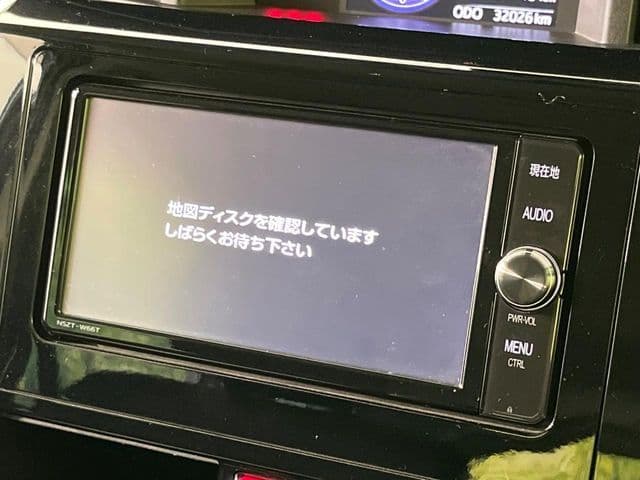 ODO 32026km
地図ディスクを確認しています
しばらくお待ち下さい
NSZT-W66T
現在地
AUDIO
PWR-VOL
MENU
CTRL